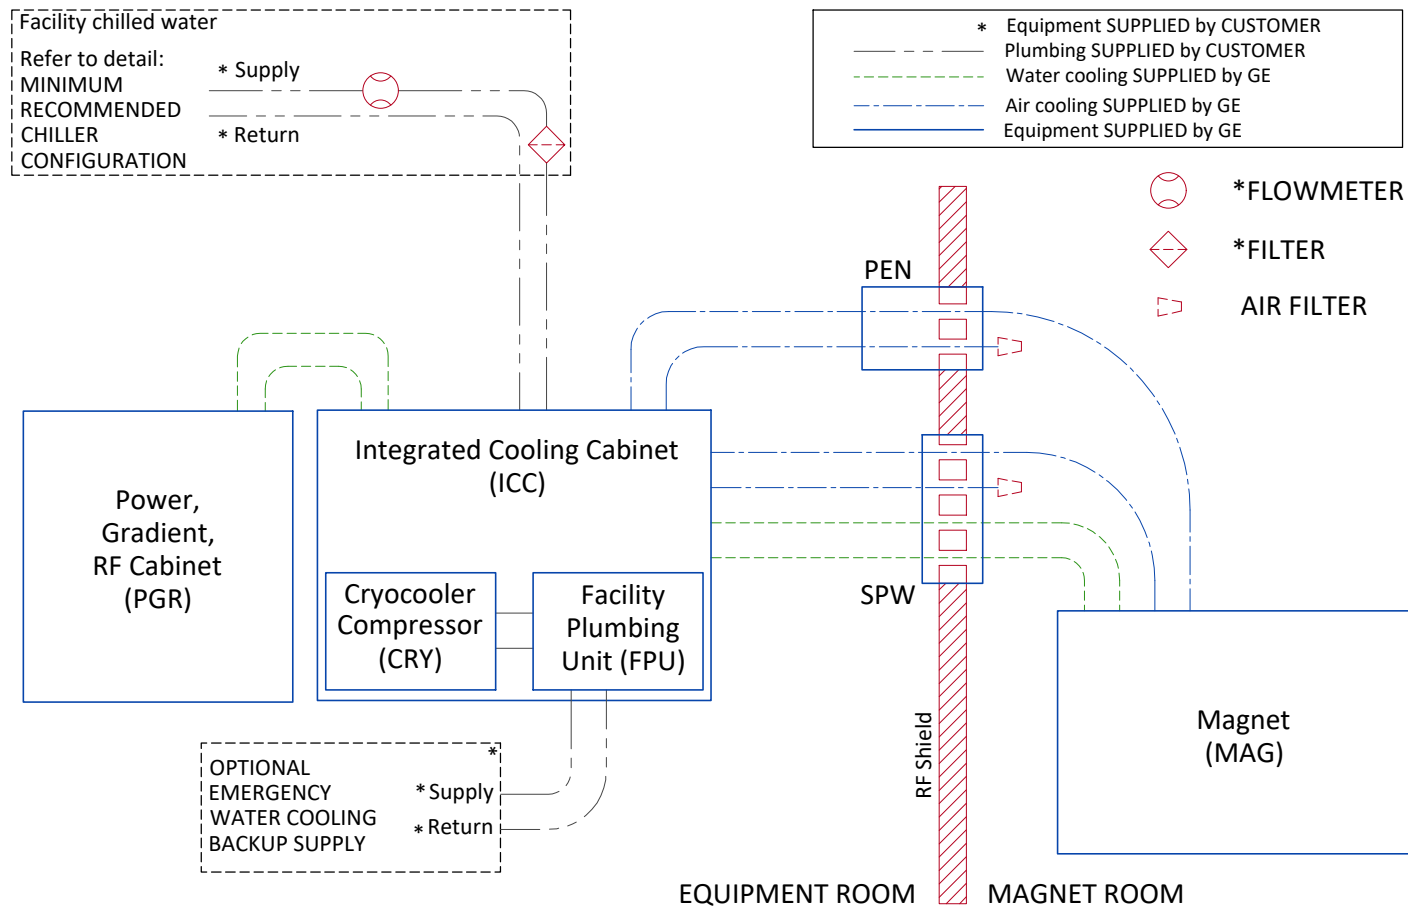 Facility chilled water
Refer to detail:
MINIMUM
RECOMMENDED
CHILLER
CONFIGURATION
* Supply
* Return
* Equipment SUPPLIED by CUSTOMER
Plumbing SUPPLIED by CUSTOMER
Water cooling SUPPLIED by GE
Air cooling SUPPLIED by GE
Equipment SUPPLIED by GE
*FLOWMETER
*FILTER
AIR FILTER
PEN
Power,
Gradient,
RF Cabinet
(PGR)
Integrated Cooling Cabinet
(ICC)
Cryocooler
Compressor
(CRY)
Facility
Plumbing
Unit (FPU)
SPW
RF Shield
Magnet
(MAG)
*
OPTIONAL
EMERGENCY
WATER COOLING
BACKUP SUPPLY
* Supply
* Return
EQUIPMENT ROOM
MAGNET ROOM